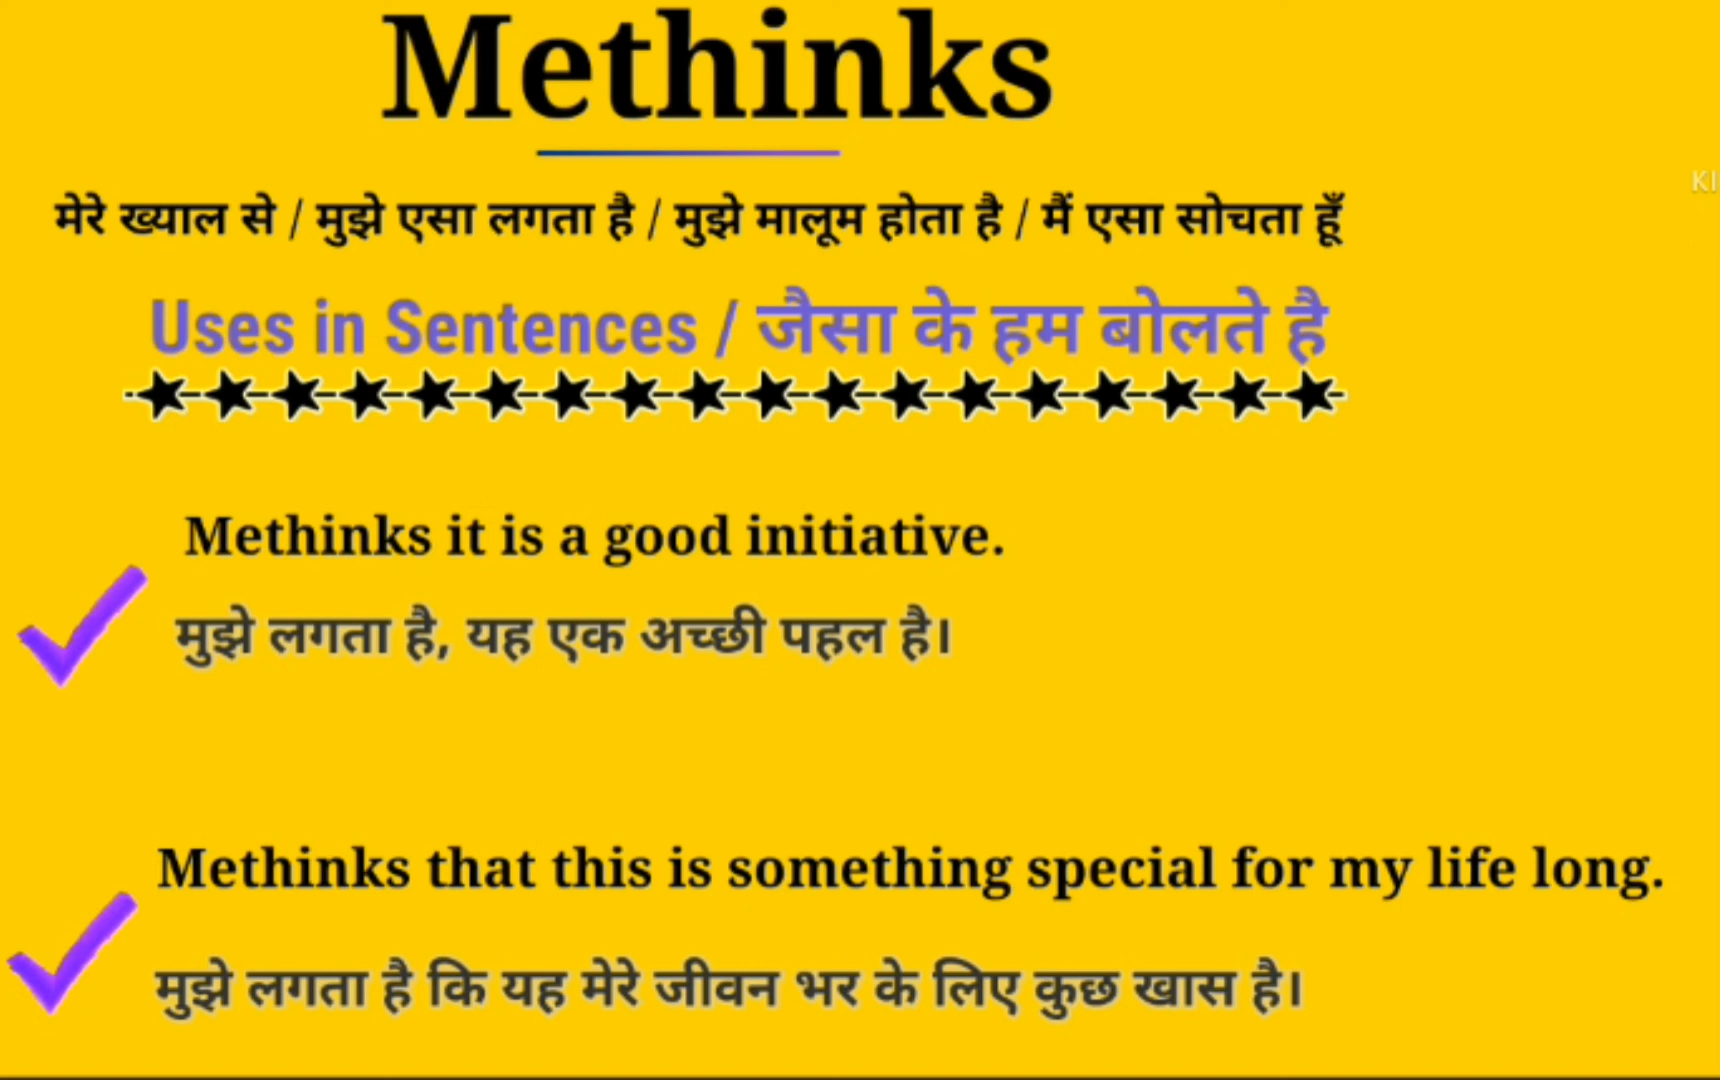 Methinks
मेरे ख्याल से / मुझे एसा लगता है / मुझे मालूम होता है / मैं एसा सोचता हूँ
Uses in Sentences / जैसा के हम बोलते है
Methinks it is a good initiative.
मुझे लगता है, यह एक अच्छी पहल है।
Methinks that this is something special for my life long.
मुझे लगता है कि यह मेरे जीवन भर के लिए कुछ खास है।